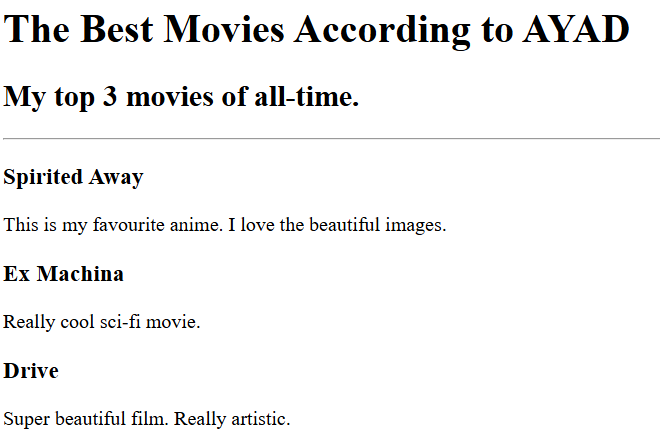 The Best Movies According to AYAD
My top 3 movies of all-time.
Spirited Away
This is my favourite anime. I love the beautiful images.
Ex Machina
Really cool sci-fi movie.
Drive
Super beautiful film. Really artistic.